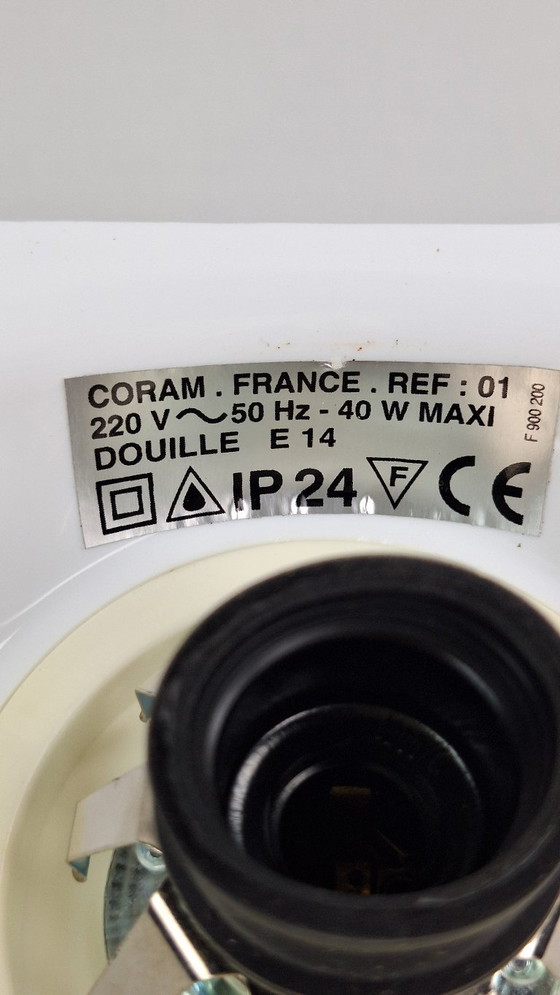 CORAM . FRANCE . REF : 01
220 V ~ 50 Hz - 40 W MAXI
DOUILLE E 14
IP 24 F CE
F 900 200